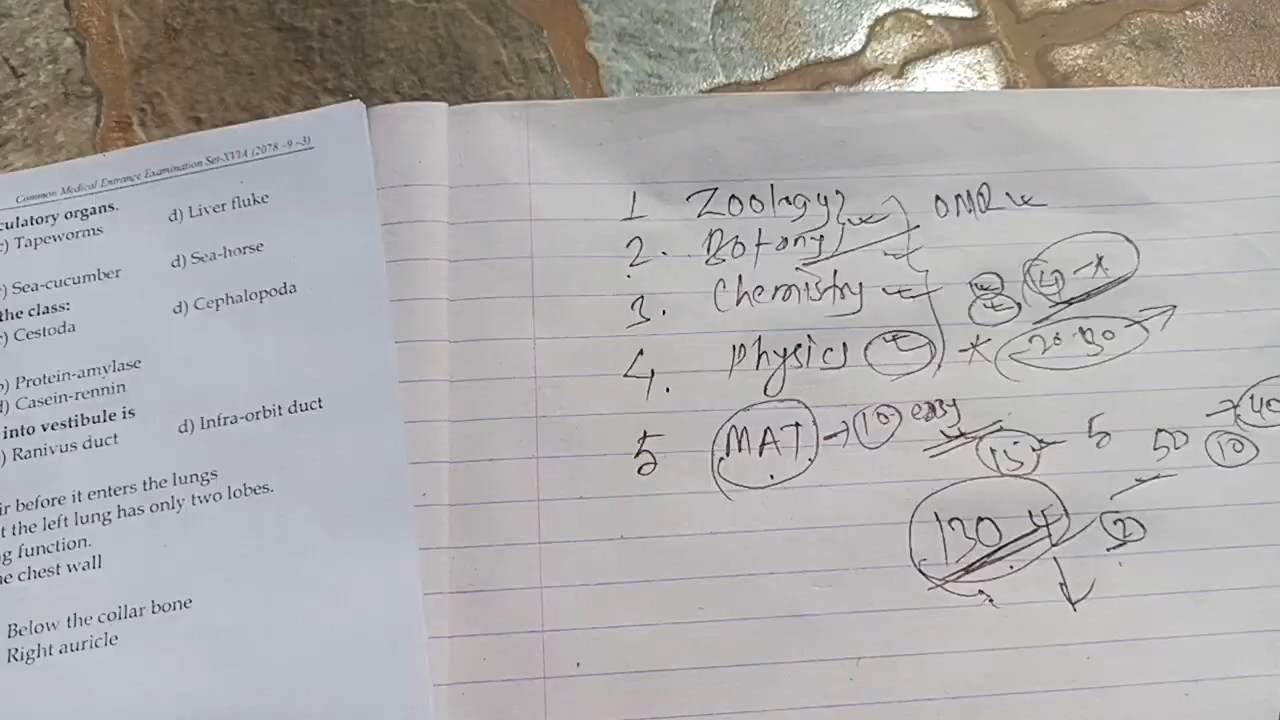 Common Medical Entrance Examination Set-XVIA (2078-9-3)
culatory organs.
c) Tapeworms d) Liver fluke
c) Sea-cucumber d) Sea-horse
the class:
c) Cestoda d) Cephalopoda
b) Protein-amylase
d) Casein-rennin
into vestibule is
c) Ranivus duct d) Infra-orbit duct
ir before it enters the lungs
t the left lung has only two lobes.
g function.
e chest wall
Below the collar bone
Right auricle
1 Zoology OMR
2. Botany
3. Chemistry
4. Physics
5 MAT → 10 easy 15 5 50 10 → 40
130